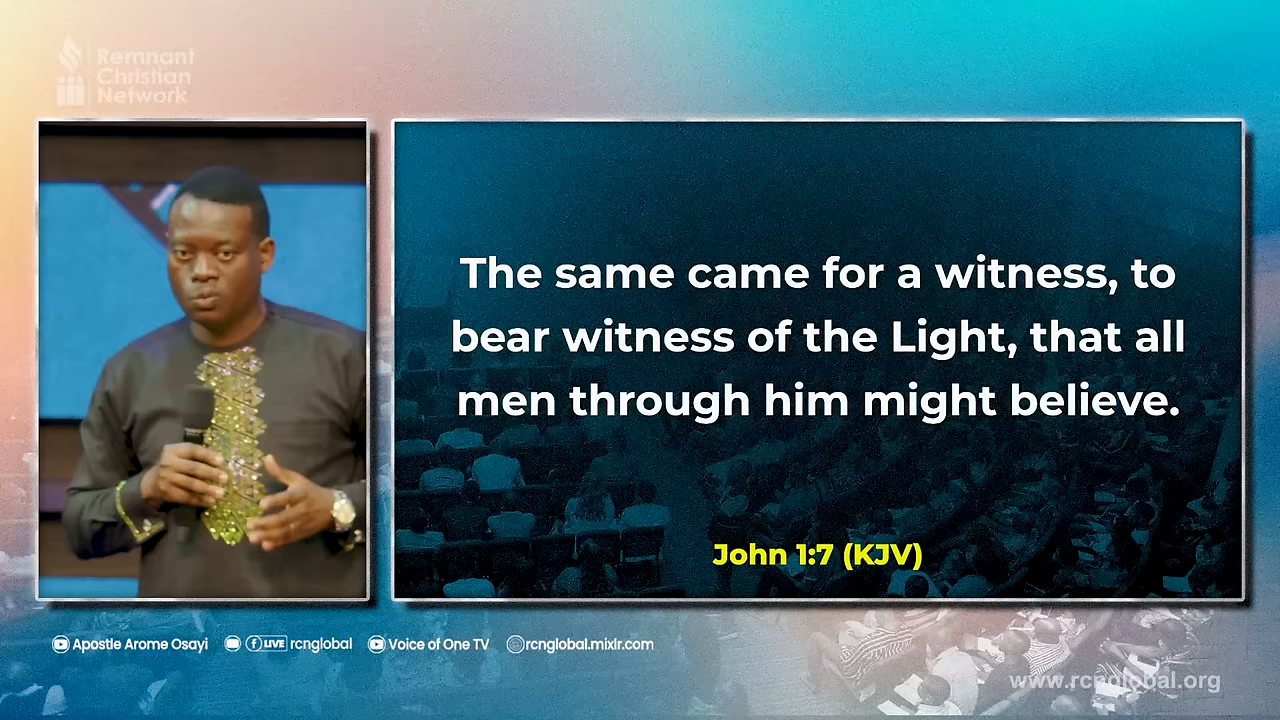 Remnant
Christian
Network
The same came for a witness, to
bear witness of the Light, that all
men through him might believe.
John 1:7 (KJV)
Apostle Arome Osayi f LIVE rcnglobal Voice of One TV rcnglobal.mixlr.com
www.rcnglobal.org